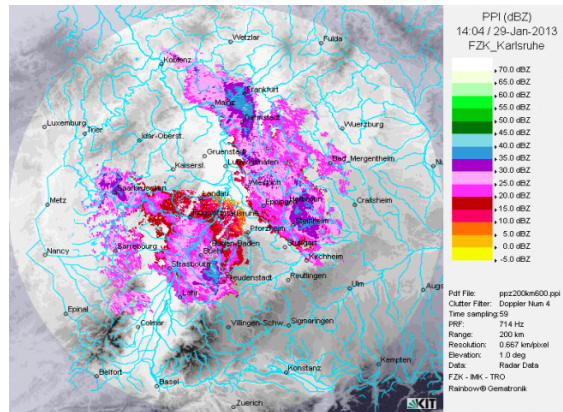 PPI (dBZ)
14:04 / 29-Jan-2013
FZK_Karlsruhe
70.0 dBZ
65.0 dBZ
60.0 dBZ
55.0 dBZ
50.0 dBZ
45.0 dBZ
40.0 dBZ
35.0 dBZ
30.0 dBZ
25.0 dBZ
20.0 dBZ
15.0 dBZ
10.0 dBZ
5.0 dBZ
0.0 dBZ
-5.0 dBZ
Pdf File: ppz200km600.ppi
Clutter Filter: Doppler Num 4
Time sampling: 59
PRF: 714 Hz
Range: 200 km
Resolution: 0.667 km/pixel
Elevation: 1.0 deg
Data: Radar Data
FZK - IMK - TRO
Rainbow® Gematronik
Wetzlar
Fulda
Koblenz
Frankfurt
Mainz
Darmstadt
Luxembourg
Trier
Idar-Oberst.
Wuerzburg
Gruenstadt
Kaisersl.
Bad_Mergentheim
Metz
Saarbruecken
Landau
Eppingen
Heilbronn
Crailsheim
Pforzheim
Nancy
Sarrebourg
Baden-Baden
Buehl
Stuttgart
Kirchheim
Strasbourg
Freudenstadt
Reutlingen
Ulm
Augs
Epinal
Lahr
Colmar
Villingen-Schw.
Sigmaringen
Belfort
Basel
Konstanz
Kempten
Zuerich
KIT